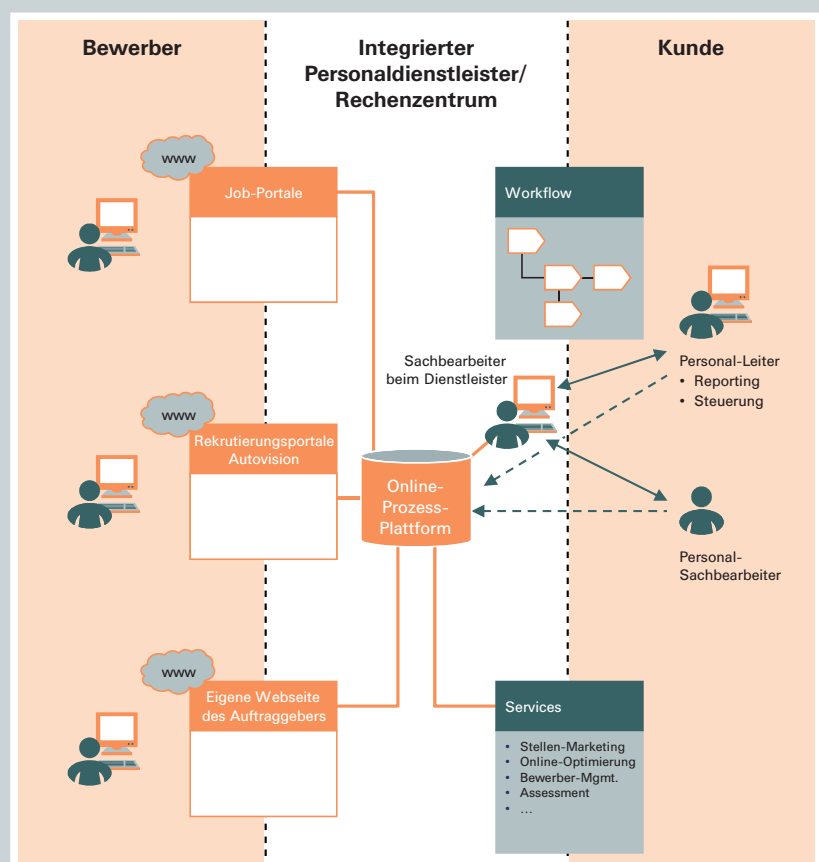 Bewerber
Integrierter
Personaldienstleister/
Rechenzentrum
Kunde
www
Job-Portale
Workflow
Sachbearbeiter
beim Dienstleister
Personal-Leiter
• Reporting
• Steuerung
www
Rekrutierungsportale
Autovision
Online-
Prozess-
Plattform
Personal-
Sachbearbeiter
www
Eigene Webseite
des Auftraggebers
Services
• Stellen-Marketing
• Online-Optimierung
• Bewerber-Mgmt.
• Assessment
• ...